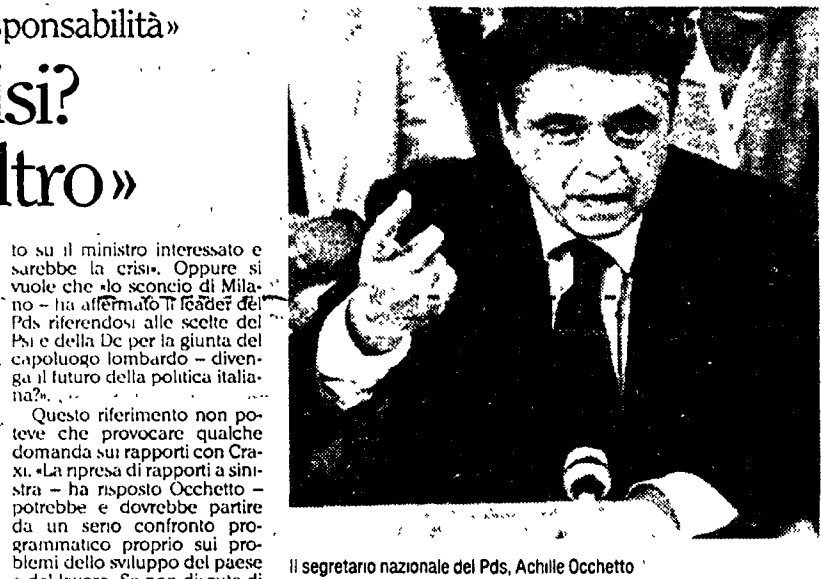 sponsabilità»
isi?
ltro»
to su il ministro interessato e
sarebbe la crisi». Oppure si
vuole che «lo sconcio di Mila-
no – ha affermato il leader del
Pds riferendosi alle scelte del
Psi e della Dc per la giunta del
capoluogo lombardo – diven-
ga il futuro della politica italia-
na?».
Questo riferimento non po-
teve che provocare qualche
domanda sui rapporti con Cra-
xi. «La ripresa di rapporti a sini-
stra – ha risposto Occhetto –
potrebbe e dovrebbe partire
da un serio confronto pro-
grammatico proprio sui pro-
blemi dello sviluppo del paese
Il segretario nazionale del Pds, Achille Occhetto